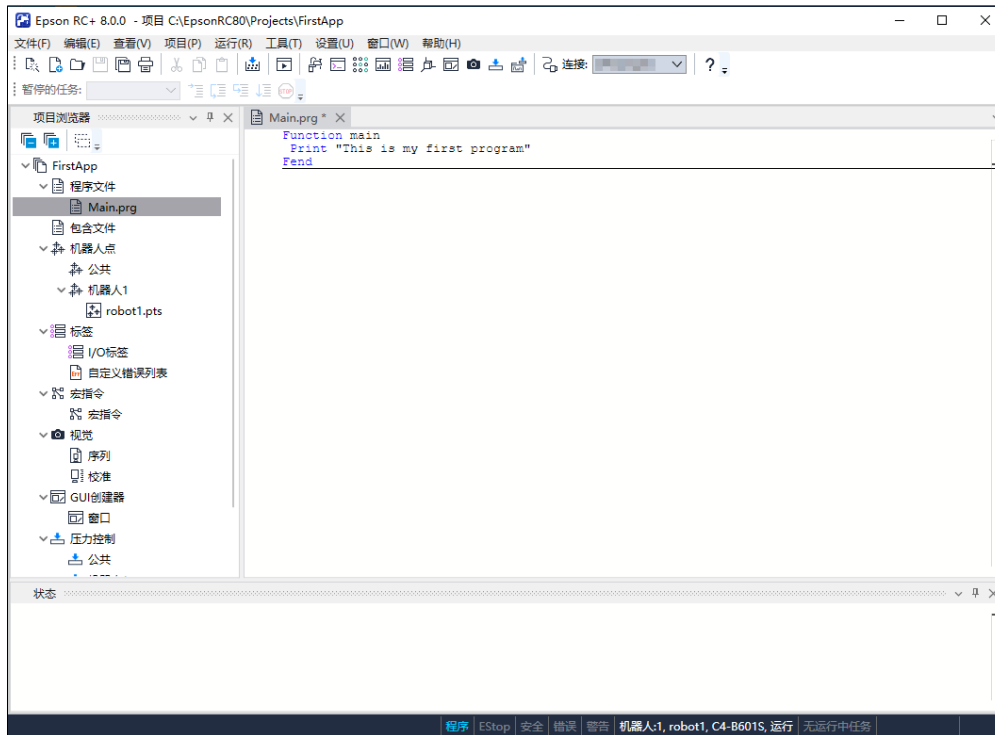 Epson RC+ 8.0.0 - 项目 C:\EpsonRC80\Projects\FirstApp
文件(F) 编辑(E) 查看(V) 项目(P) 运行(R) 工具(T) 设置(U) 窗口(W) 帮助(H)
连接:
暂停的任务:
STOP
项目浏览器
Main.prg *
Function main
Print "This is my first program"
Fend
FirstApp
程序文件
Main.prg
包含文件
机器人点
公共
机器人1
robot1.pts
标签
I/O标签
Err 自定义错误列表
宏指令
宏指令
视觉
序列
校准
GUI创建器
窗口
压力控制
公共
状态
程序 EStop 安全 错误 警告 机器人:1, robot1, C4-B601S, 运行 无运行中任务